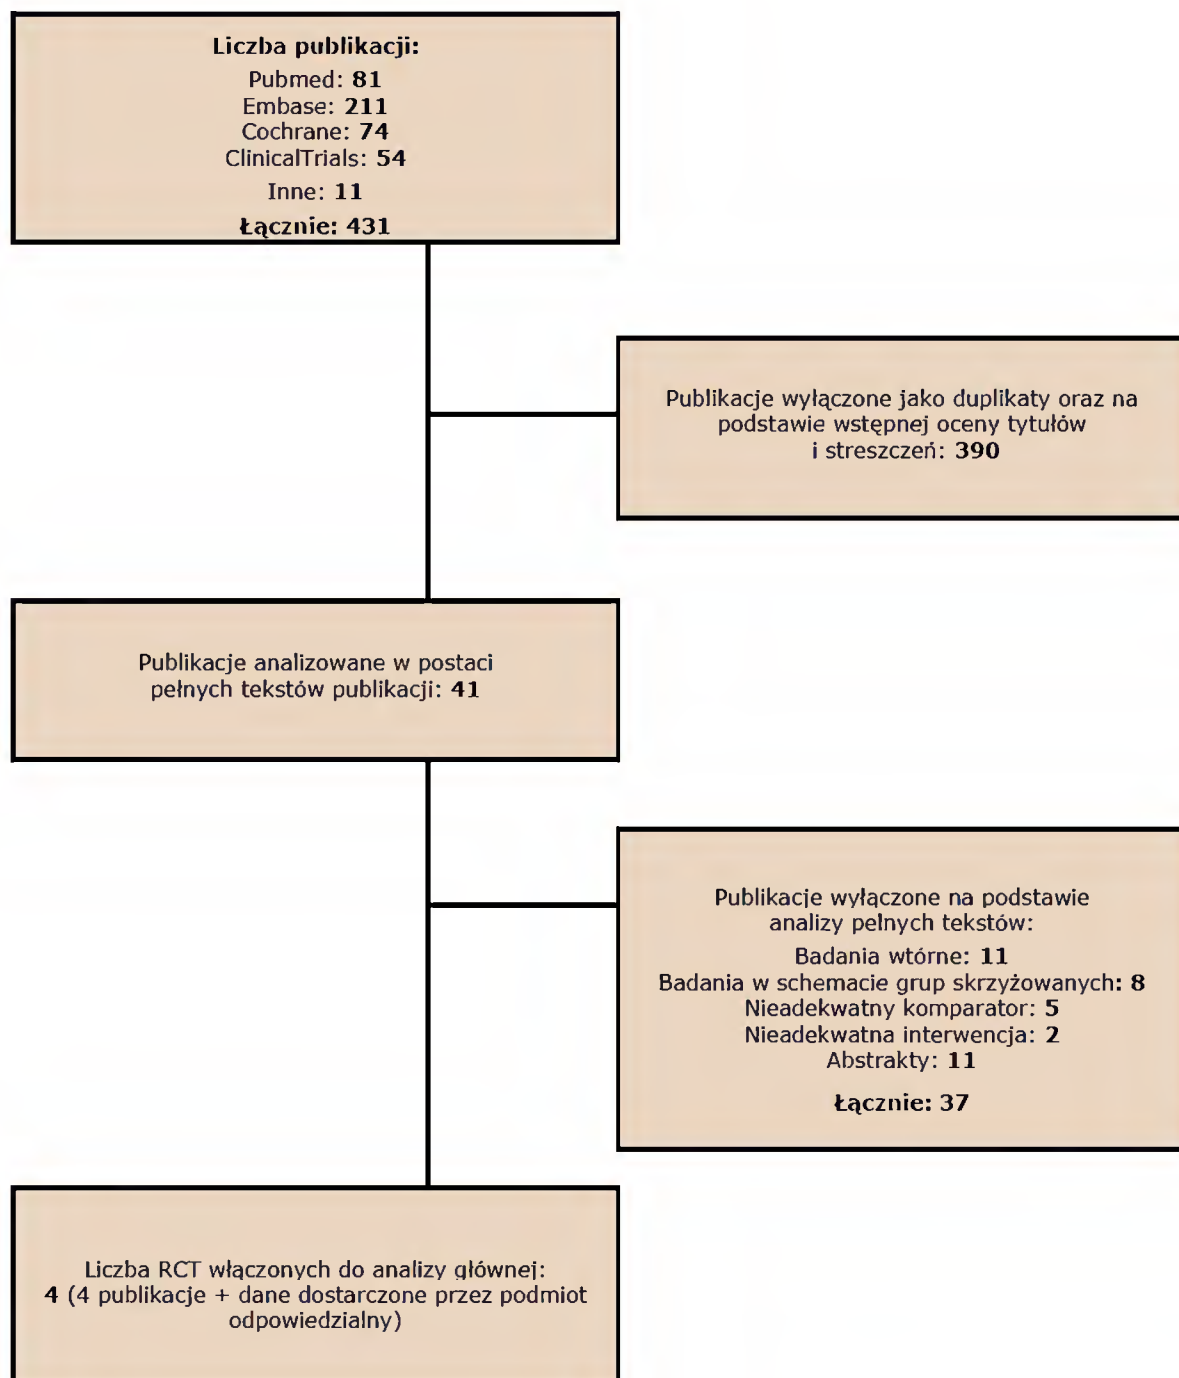 Liczba publikacji:
Pubmed: 81
Embase: 211
Cochrane: 74
ClinicalTrials: 54
Inne: 11
Łącznie: 431
Publikacje wyłączone jako duplikaty oraz na
podstawie wstępnej oceny tytułów
i streszczeń: 390
Publikacje analizowane w postaci
pełnych tekstów publikacji: 41
Publikacje wyłączone na podstawie
analizy pełnych tekstów:
Badania wtórne: 11
Badania w schemacie grup skrzyżowanych: 8
Nieadekwatny komparator: 5
Nieadekwatna interwencja: 2
Abstrakty: 11
Łącznie: 37
Liczba RCT włączonych do analizy głównej:
4 (4 publikacje + dane dostarczone przez podmiot
odpowiedzialny)